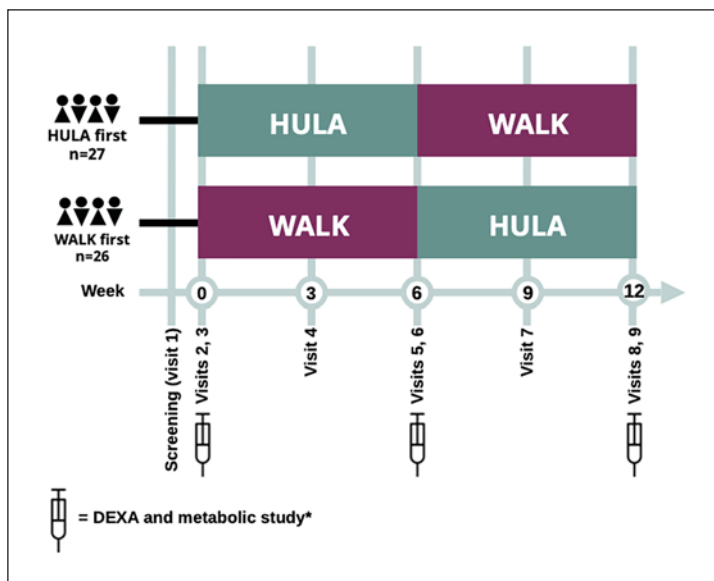 HULA first
n=27
HULA
WALK
WALK first
n=26
WALK
HULA
Week
0
3
6
9
12
Screening (visit 1)
Visits 2, 3
Visit 4
Visits 5, 6
Visit 7
Visits 8, 9
= DEXA and metabolic study*